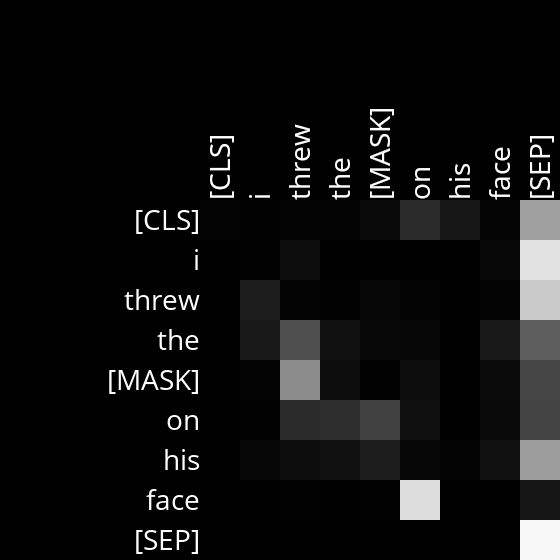 [CLS] i threw the [MASK] on his face [SEP]
[CLS]
i
threw
the
[MASK]
on
his
face
[SEP]